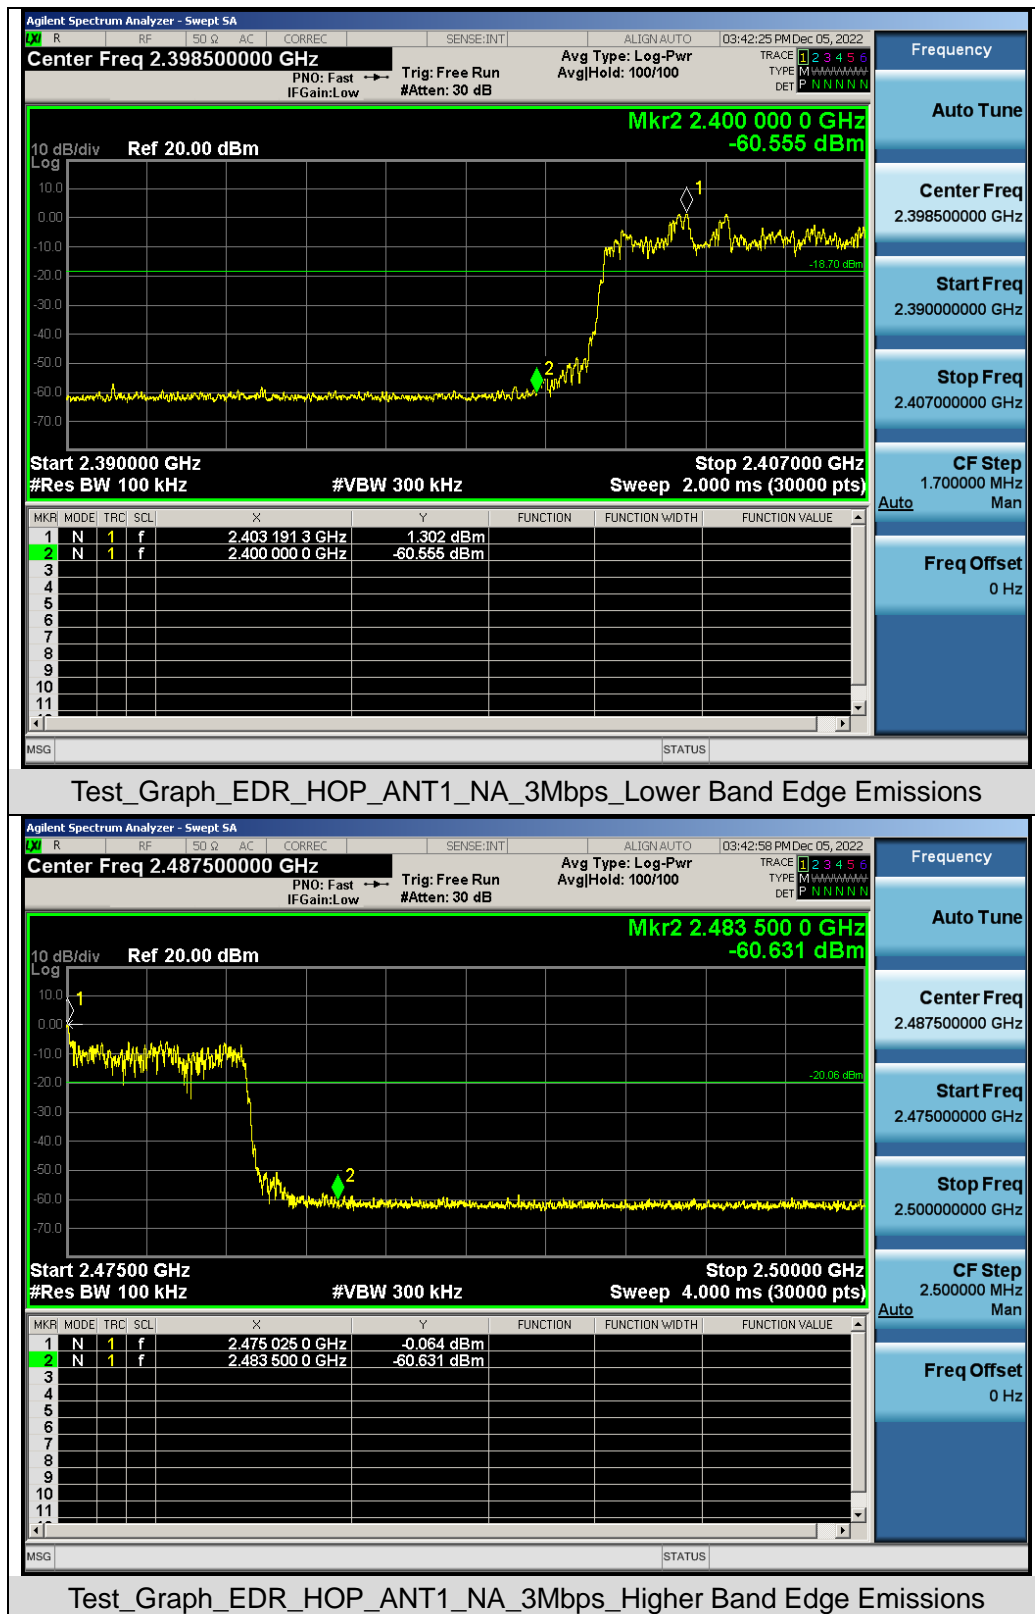 Agilent Spectrum Analyzer - Swept SA
LXI R RF 50 Ω AC CORREC SENSE:INT ALIGN AUTO 03:42:25 PM Dec 05, 2022
Center Freq 2.398500000 GHz
PNO: Fast
IFGain:Low
Trig: Free Run
#Atten: 30 dB
Avg Type: Log-Pwr
Avg|Hold: 100/100
TRACE 1 2 3 4 5 6
TYPE M WWWWW
DET P N N N N N
Mkr2 2.400 000 0 GHz
-60.555 dBm
10 dB/div Ref 20.00 dBm
Log
10.0
0.00
-10.0
-20.0
-30.0
-40.0
-50.0
-60.0
-70.0
1
2
-18.70 dBm
Start 2.390000 GHz Stop 2.407000 GHz
#Res BW 100 kHz #VBW 300 kHz Sweep 2.000 ms (30000 pts)
MKR MODE TRC SCL X Y FUNCTION FUNCTION WIDTH FUNCTION VALUE
1 N 1 f 2.403 191 3 GHz 1.302 dBm
2 N 1 f 2.400 000 0 GHz -60.555 dBm
3
4
5
6
7
8
9
10
11
MSG STATUS
Frequency
Auto Tune
Center Freq
2.398500000 GHz
Start Freq
2.390000000 GHz
Stop Freq
2.407000000 GHz
CF Step
1.700000 MHz
Auto Man
Freq Offset
0 Hz
Test_Graph_EDR_HOP_ANT1_NA_3Mbps_Lower Band Edge Emissions
Agilent Spectrum Analyzer - Swept SA
LXI R RF 50 Ω AC CORREC SENSE:INT ALIGN AUTO 03:42:58 PM Dec 05, 2022
Center Freq 2.487500000 GHz
PNO: Fast
IFGain:Low
Trig: Free Run
#Atten: 30 dB
Avg Type: Log-Pwr
Avg|Hold: 100/100
TRACE 1 2 3 4 5 6
TYPE M WWWWW
DET P N N N N N
Mkr2 2.483 500 0 GHz
-60.631 dBm
10 dB/div Ref 20.00 dBm
Log
10.0
0.00
-10.0
-20.0
-30.0
-40.0
-50.0
-60.0
-70.0
1
2
-20.06 dBm
Start 2.47500 GHz Stop 2.50000 GHz
#Res BW 100 kHz #VBW 300 kHz Sweep 4.000 ms (30000 pts)
MKR MODE TRC SCL X Y FUNCTION FUNCTION WIDTH FUNCTION VALUE
1 N 1 f 2.475 025 0 GHz -0.064 dBm
2 N 1 f 2.483 500 0 GHz -60.631 dBm
3
4
5
6
7
8
9
10
11
MSG STATUS
Frequency
Auto Tune
Center Freq
2.487500000 GHz
Start Freq
2.475000000 GHz
Stop Freq
2.500000000 GHz
CF Step
2.500000 MHz
Auto Man
Freq Offset
0 Hz
Test_Graph_EDR_HOP_ANT1_NA_3Mbps_Higher Band Edge Emissions